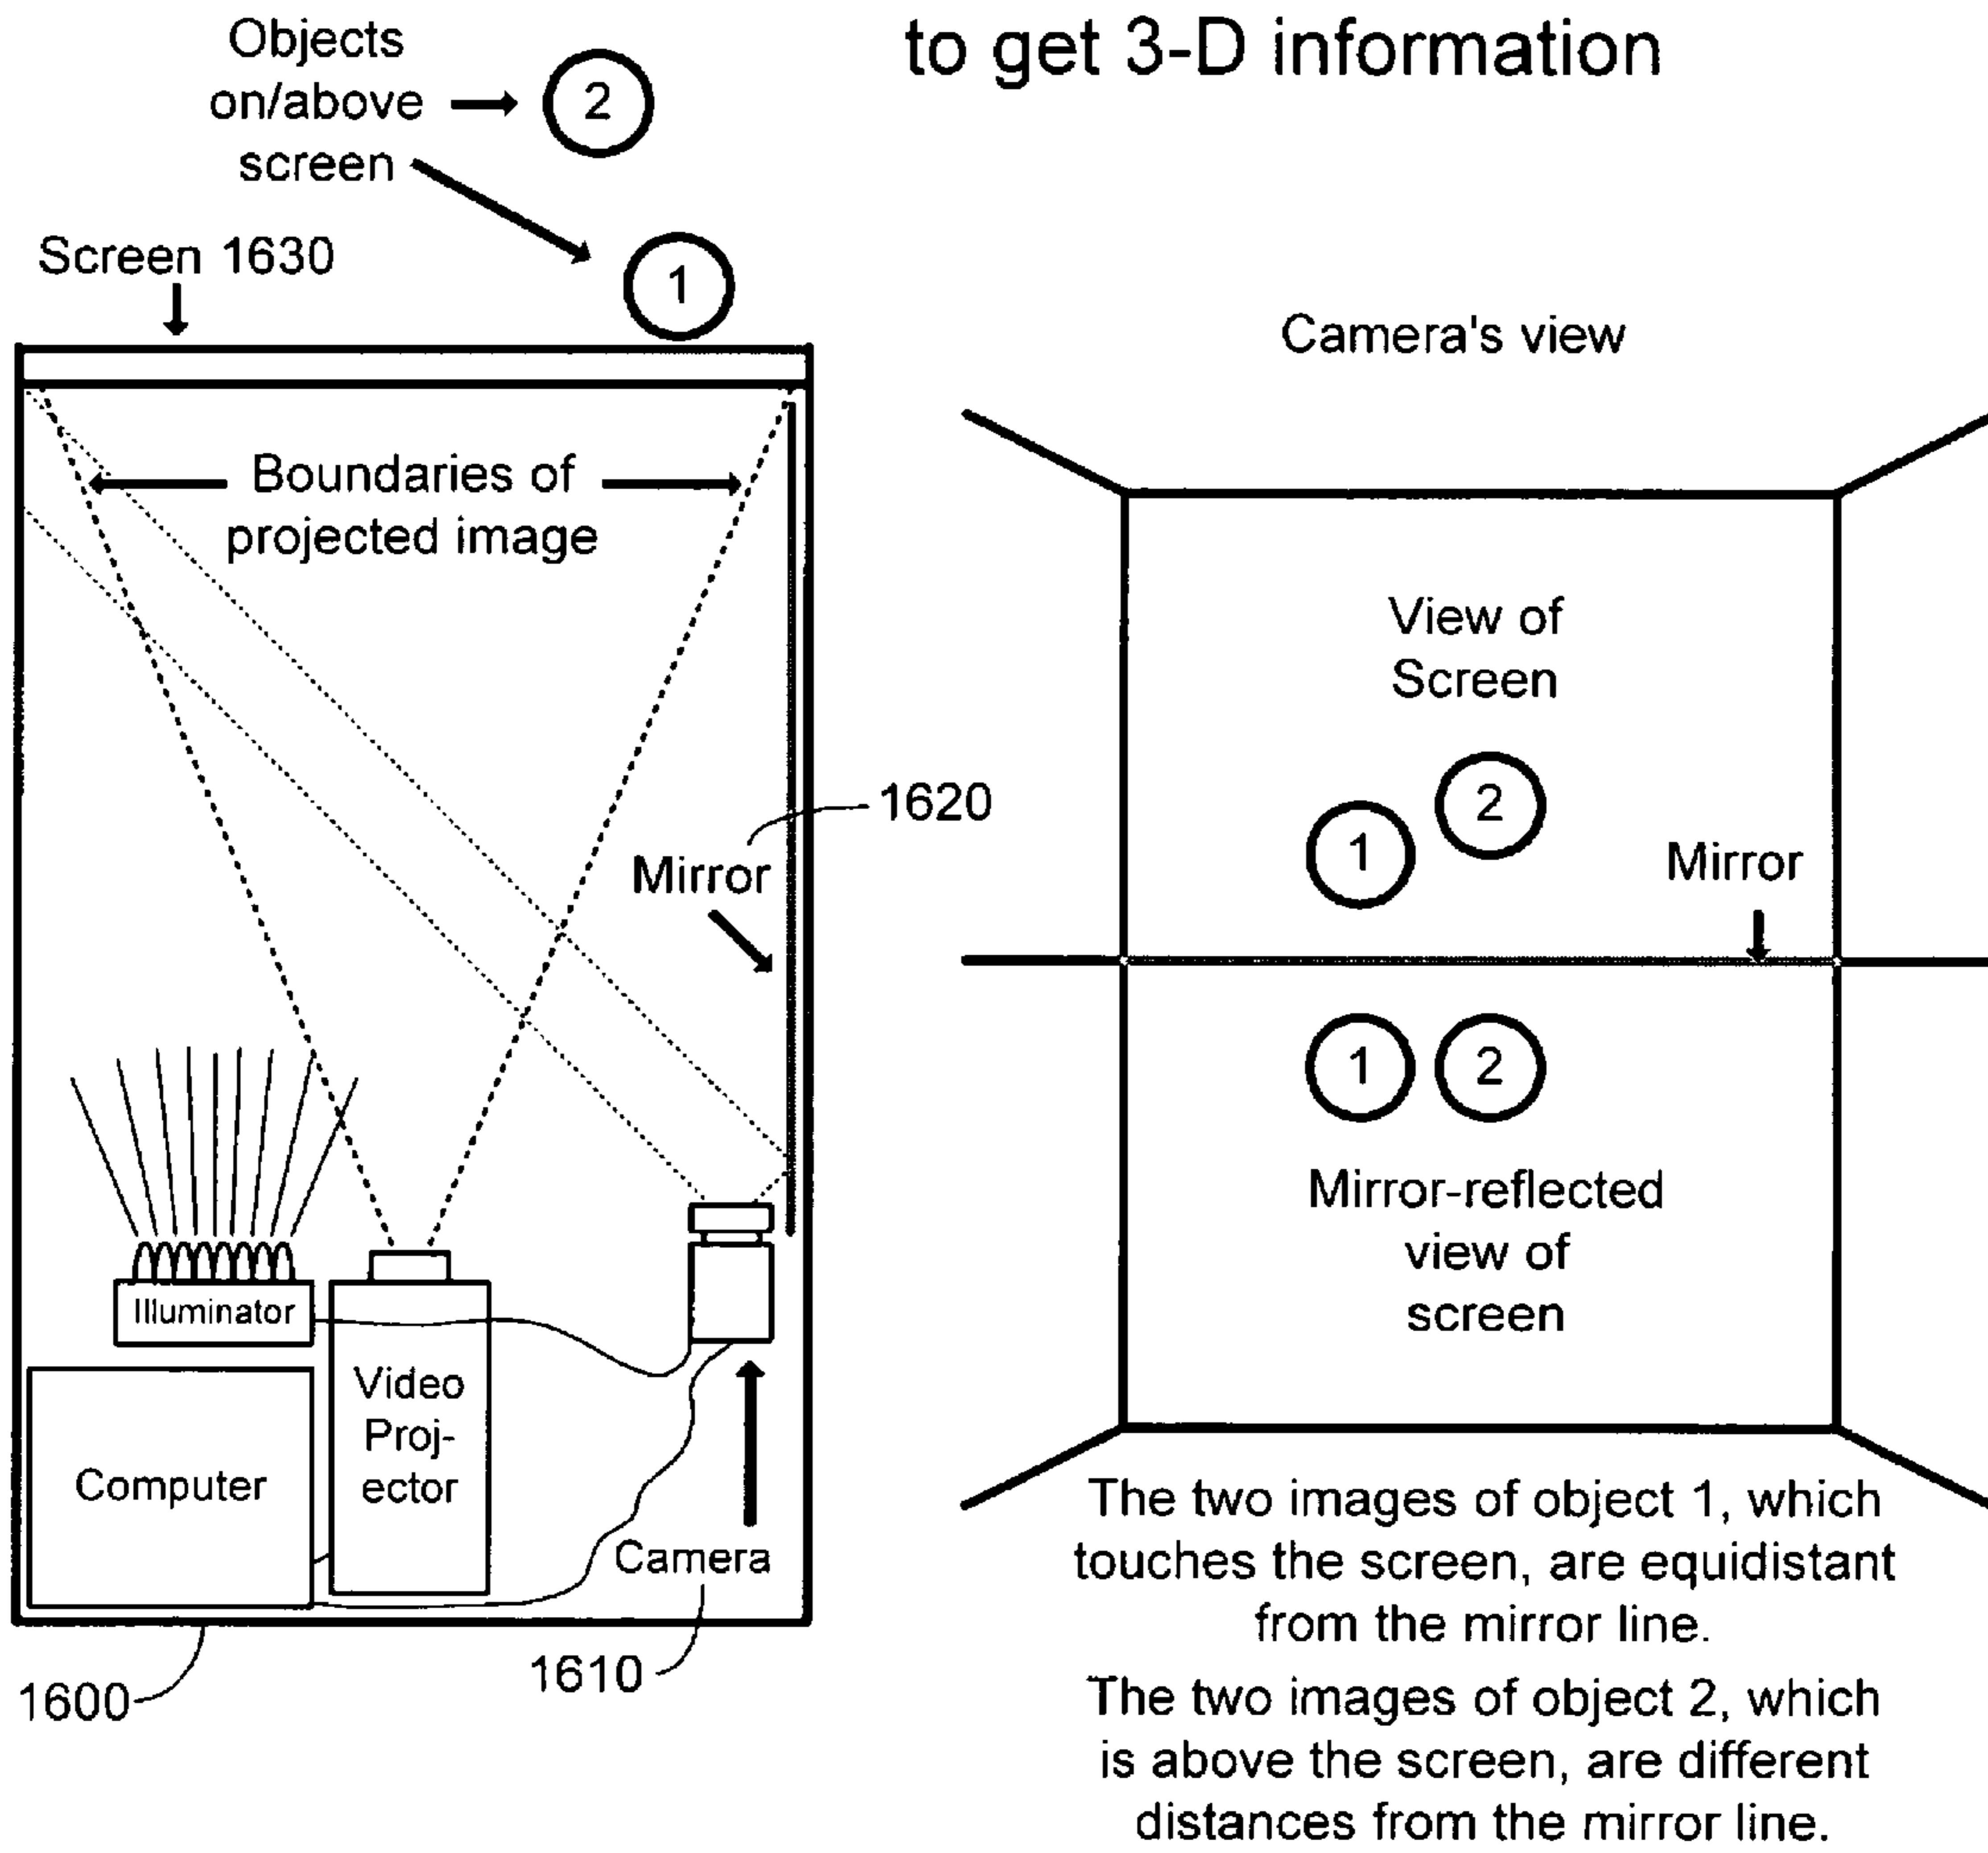 to get 3-D information
Objects
on/above
screen
2
1
Screen 1630
Boundaries of
projected image
1620
Mirror
Illuminator
Video
Proj-
ector
Computer
Camera
1610
1600
Camera's view
View of
Screen
2
1
Mirror
1
2
Mirror-reflected
view of
screen
The two images of object 1, which
touches the screen, are equidistant
from the mirror line.
The two images of object 2, which
is above the screen, are different
distances from the mirror line.